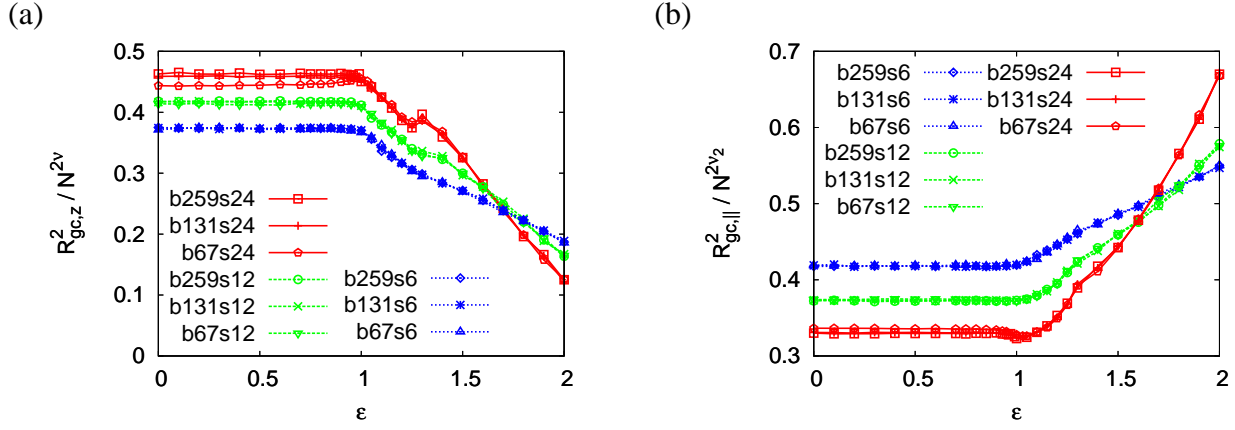 (a)
(b)
R²gc,z / N²ν
0.5
0.4
0.3
0.2
0.1
0
0
0.5
1
1.5
2
ε
b259s24
b131s24
b67s24
b259s12
b131s12
b67s12
b259s6
b131s6
b67s6
R²gc,|| / N²ν₂
0.7
0.6
0.5
0.4
0.3
0
0.5
1
1.5
2
ε
b259s6
b131s6
b67s6
b259s12
b131s12
b67s12
b259s24
b131s24
b67s24